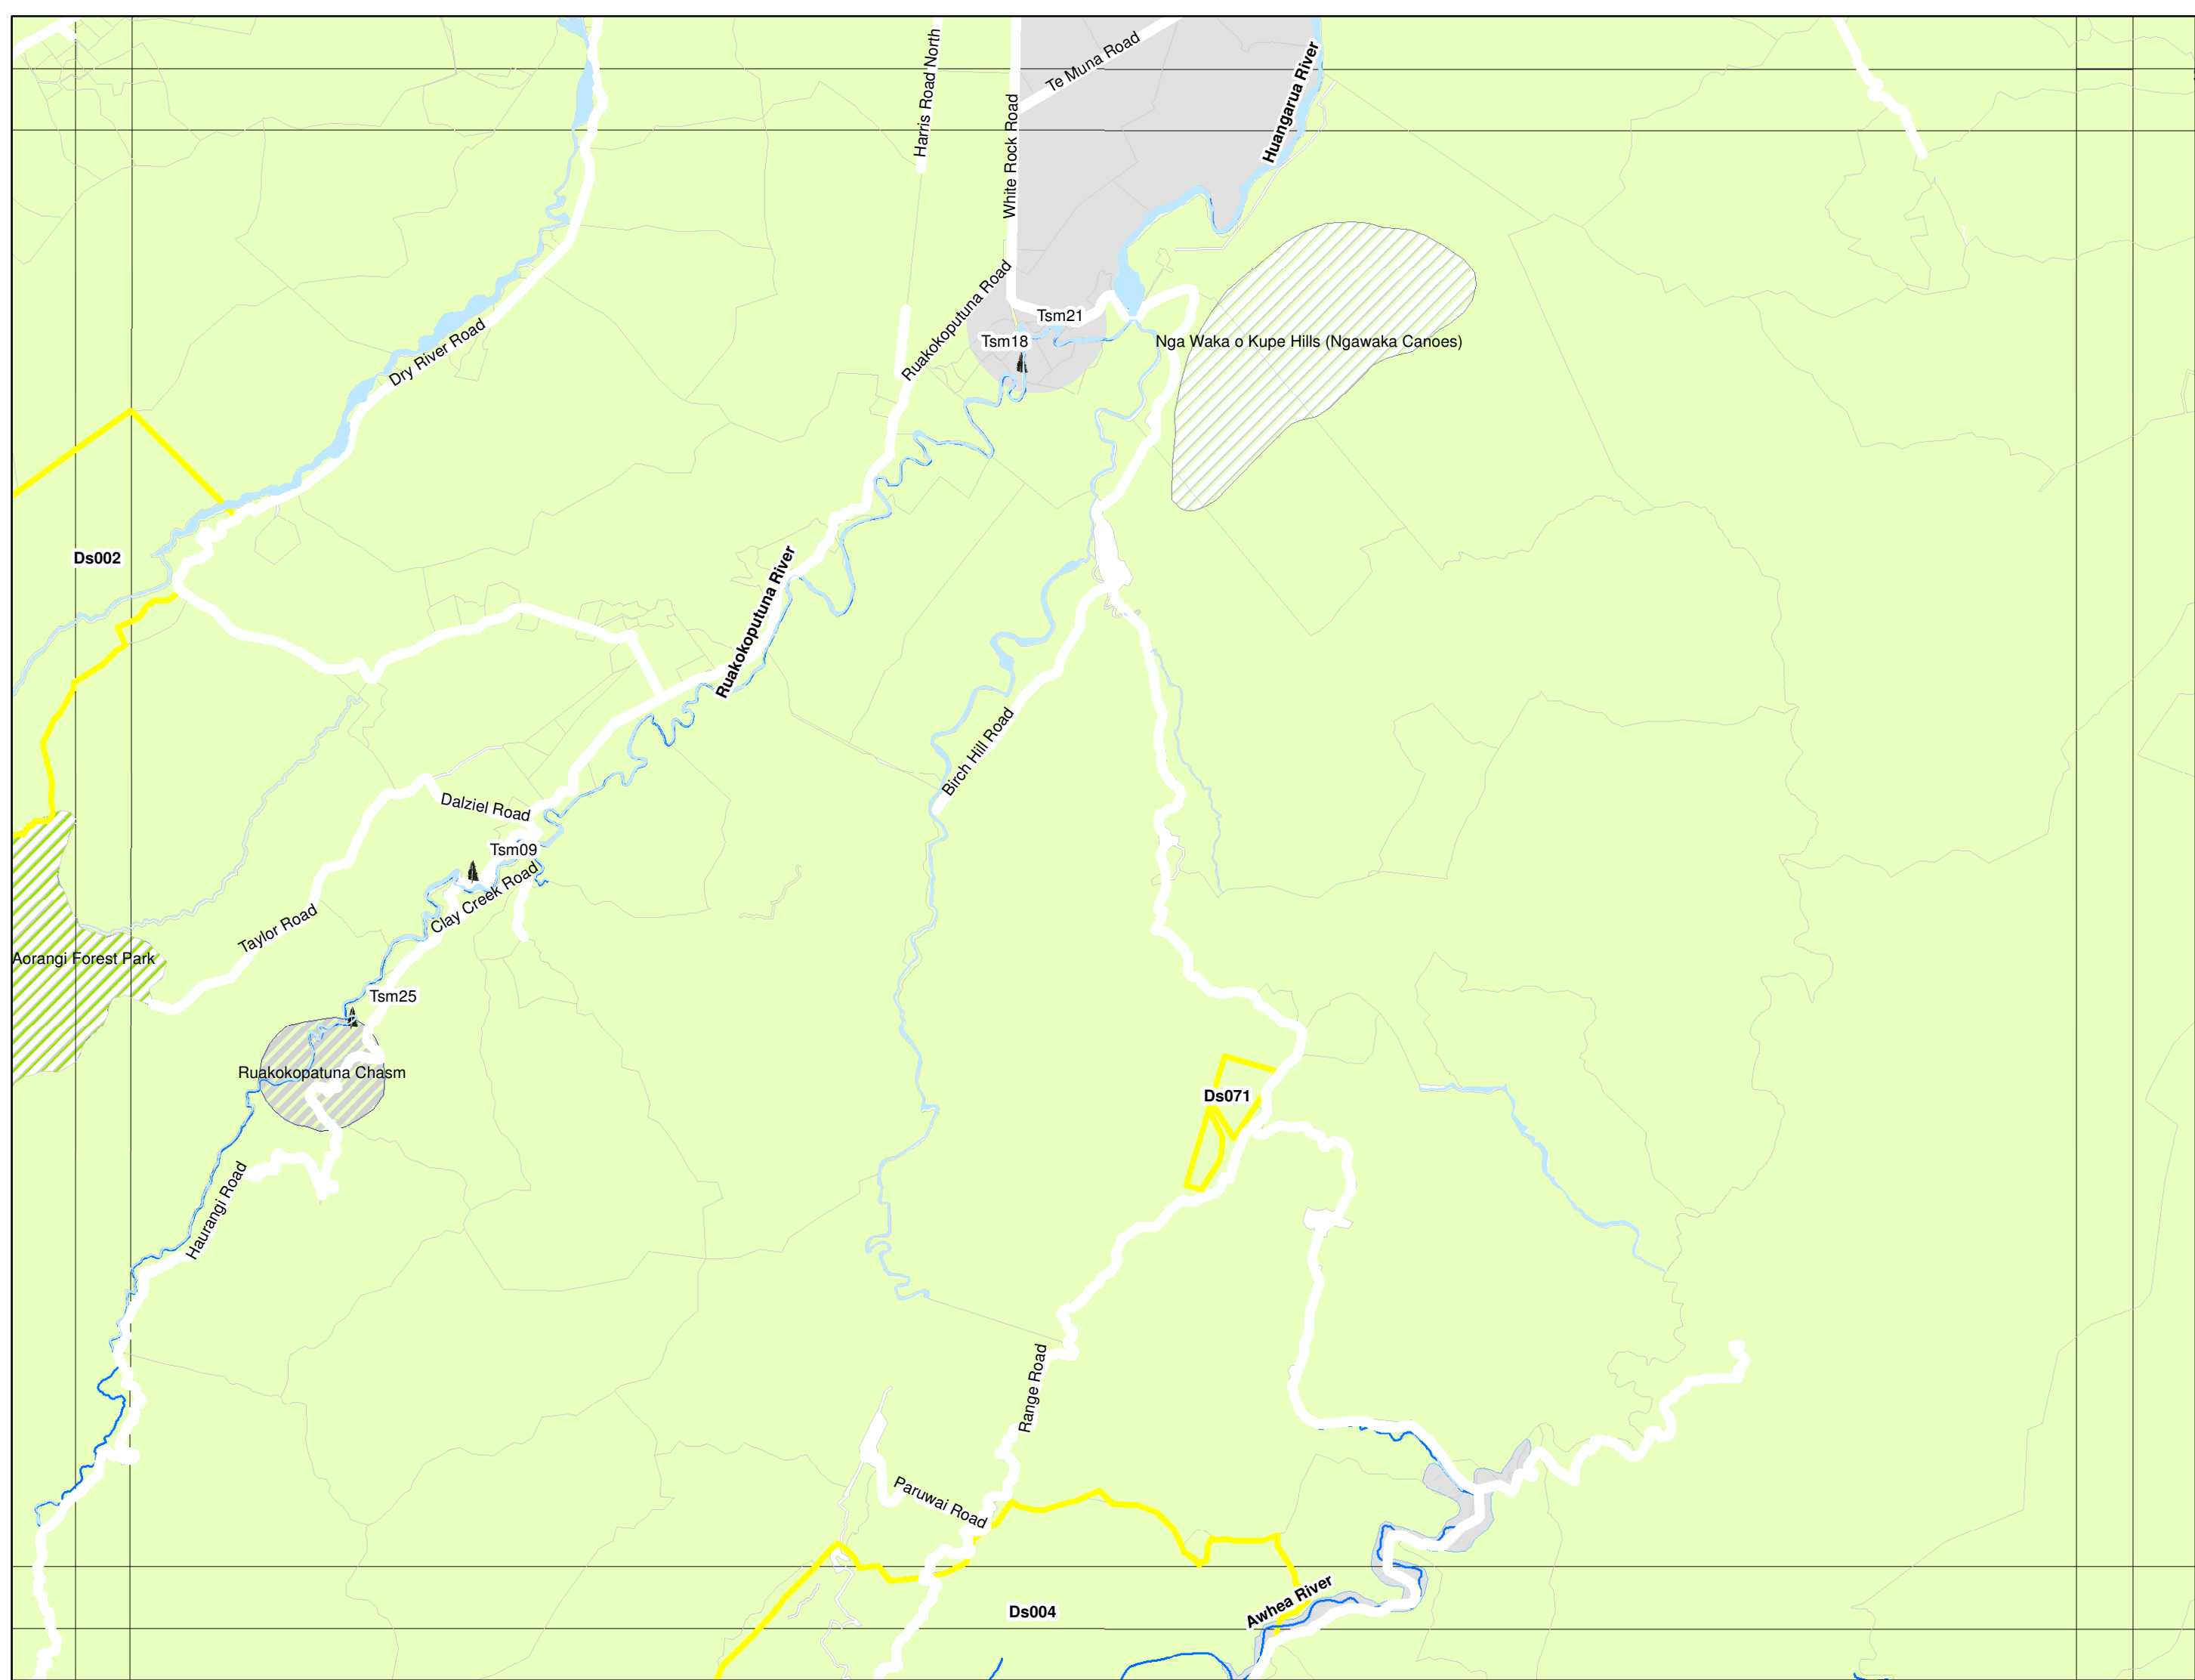 Harris Road North
Te Muna Road
Huangarua River
White Rock Road
Ruakokoputuna Road
Tsm21
Tsm18
Nga Waka o Kupe Hills (Ngawaka Canoes)
Dry River Road
Ds002
Ruakokoputuna River
Birch Hill Road
Dalziel Road
Tsm09
Clay Creek Road
Taylor Road
Aorangi Forest Park
Tsm25
Ruakokopatuna Chasm
Ds071
Haurangi Road
Range Road
Paruwai Road
Awhea River
Ds004